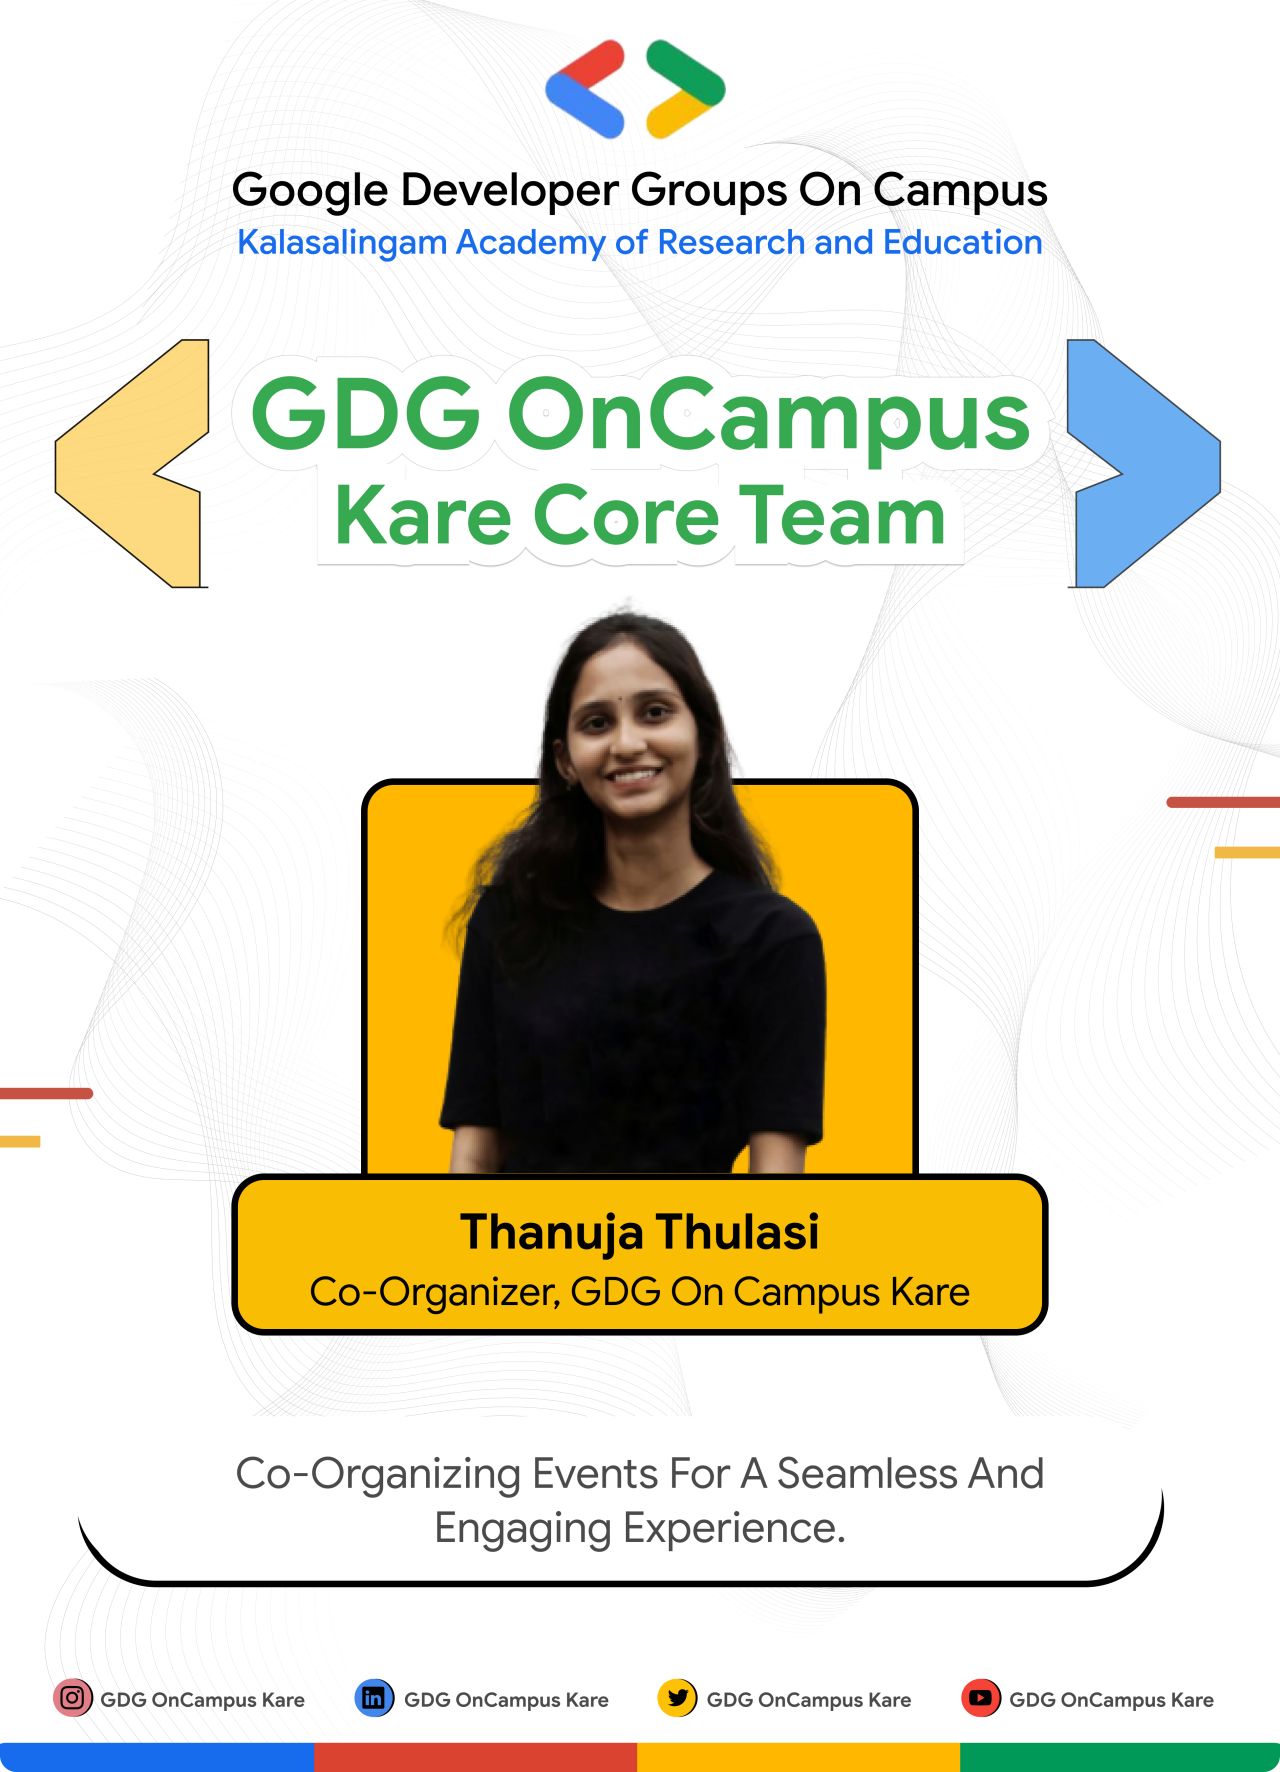 Google Developer Groups On Campus
Kalasalingam Academy of Research and Education
GDG OnCampus
Kare Core Team
Thanuja Thulasi
Co-Organizer, GDG On Campus Kare
Co-Organizing Events For A Seamless And
Engaging Experience.
GDG OnCampus Kare GDG OnCampus Kare GDG OnCampus Kare GDG OnCampus Kare